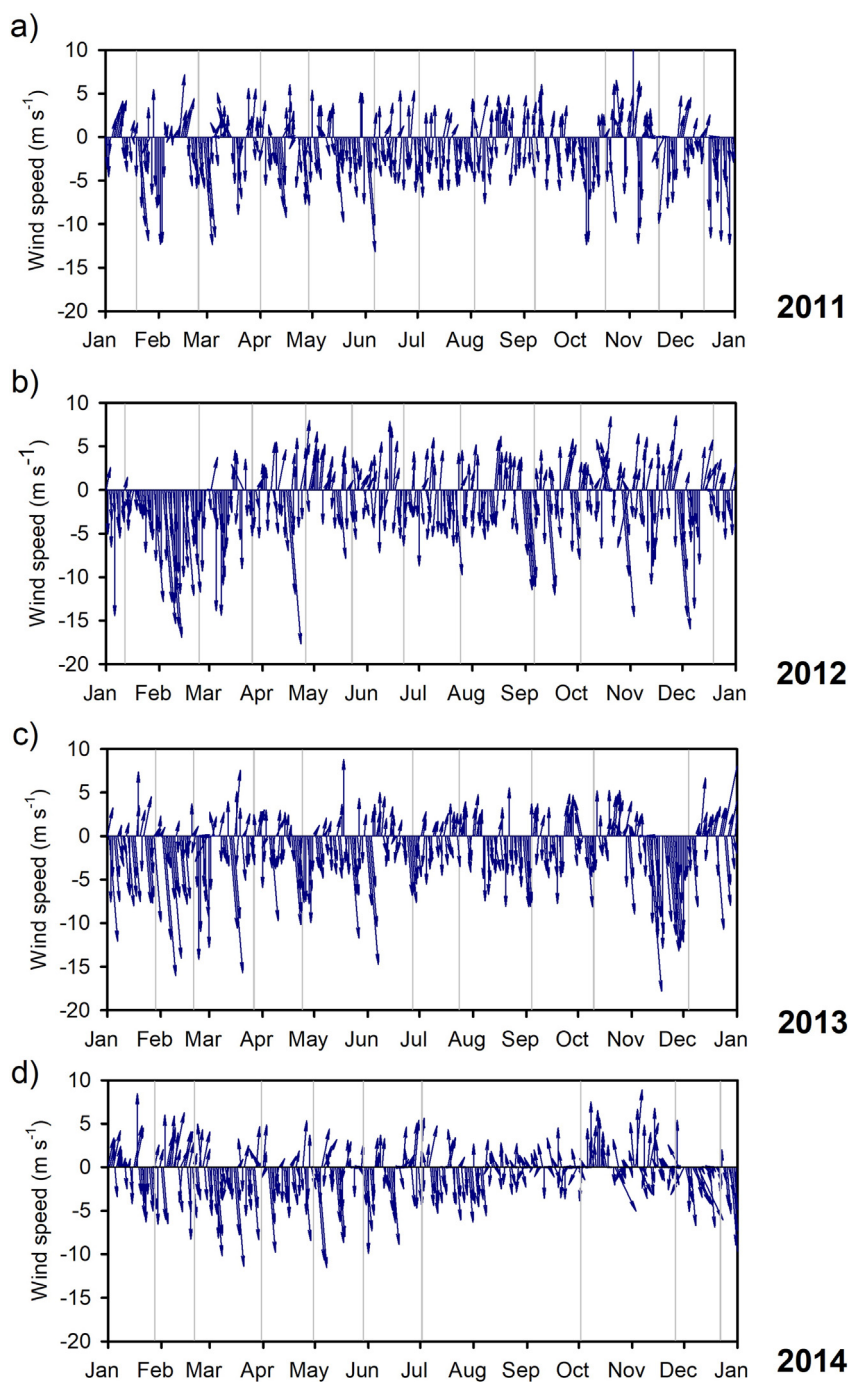 a)
Wind speed (m s⁻¹)
10
5
0
-5
-10
-15
-20
Jan Feb Mar Apr May Jun Jul Aug Sep Oct Nov Dec Jan
2011
b)
Wind speed (m s⁻¹)
10
5
0
-5
-10
-15
-20
Jan Feb Mar Apr May Jun Jul Aug Sep Oct Nov Dec Jan
2012
c)
Wind speed (m s⁻¹)
10
5
0
-5
-10
-15
-20
Jan Feb Mar Apr May Jun Jul Aug Sep Oct Nov Dec Jan
2013
d)
Wind speed (m s⁻¹)
10
5
0
-5
-10
-15
-20
Jan Feb Mar Apr May Jun Jul Aug Sep Oct Nov Dec Jan
2014